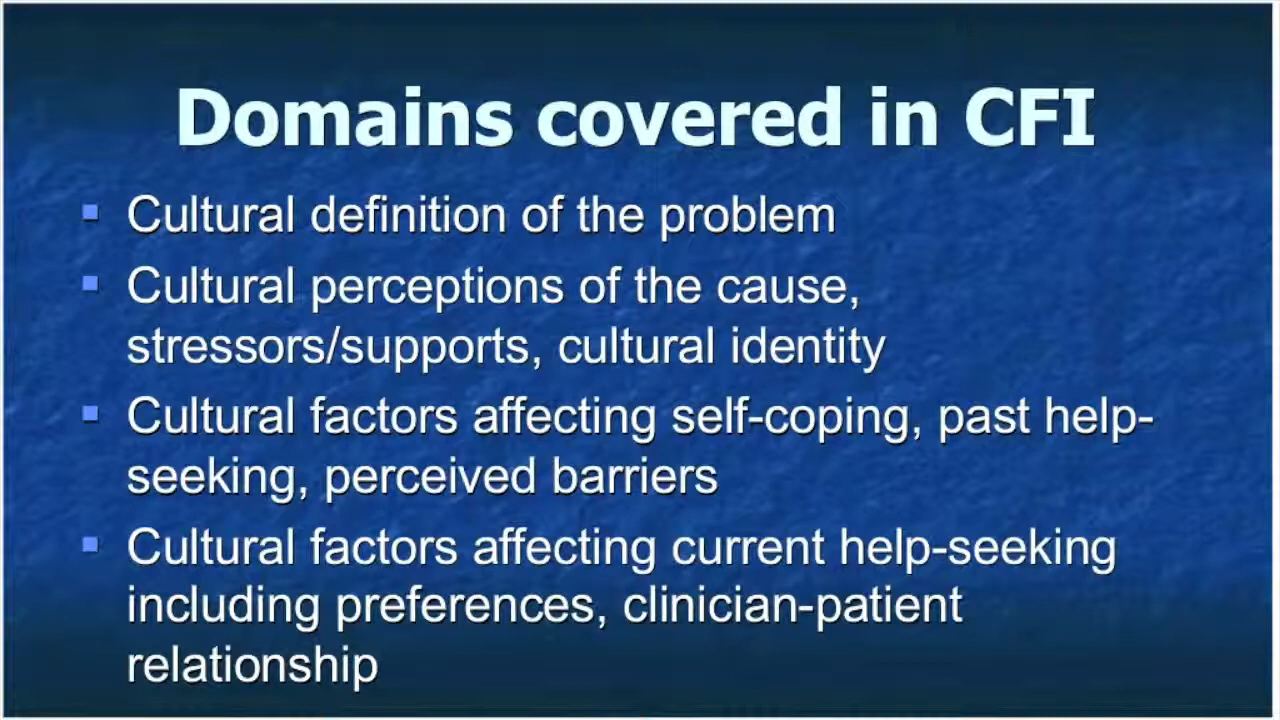 Domains covered in CFI
Cultural definition of the problem
Cultural perceptions of the cause,
stressors/supports, cultural identity
Cultural factors affecting self-coping, past help-
seeking, perceived barriers
Cultural factors affecting current help-seeking
including preferences, clinician-patient
relationship